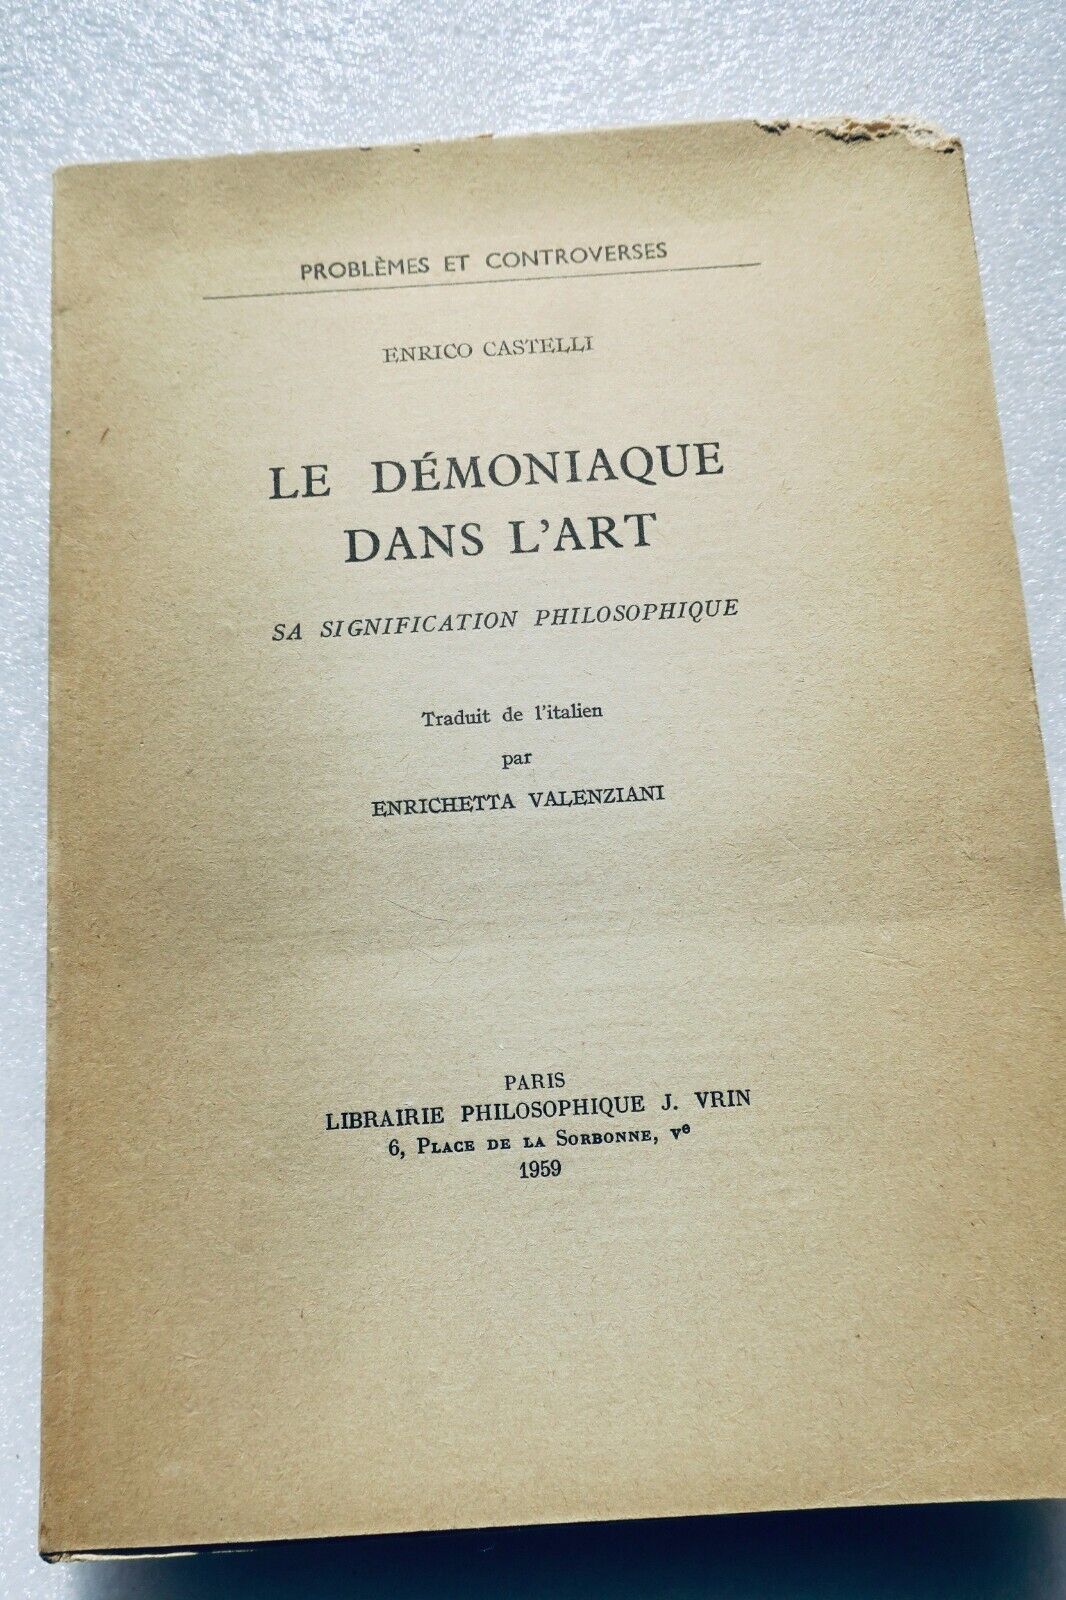 PROBLÈMES ET CONTROVERSES
ENRICO CASTELLI
LE DÉMONIAQUE
DANS L'ART
SA SIGNIFICATION PHILOSOPHIQUE
Traduit de l'italien
par
ENRICHETTA VALENZIANI
PARIS
LIBRAIRIE PHILOSOPHIQUE J. VRIN
6, PLACE DE LA SORBONNE, Ve
1959